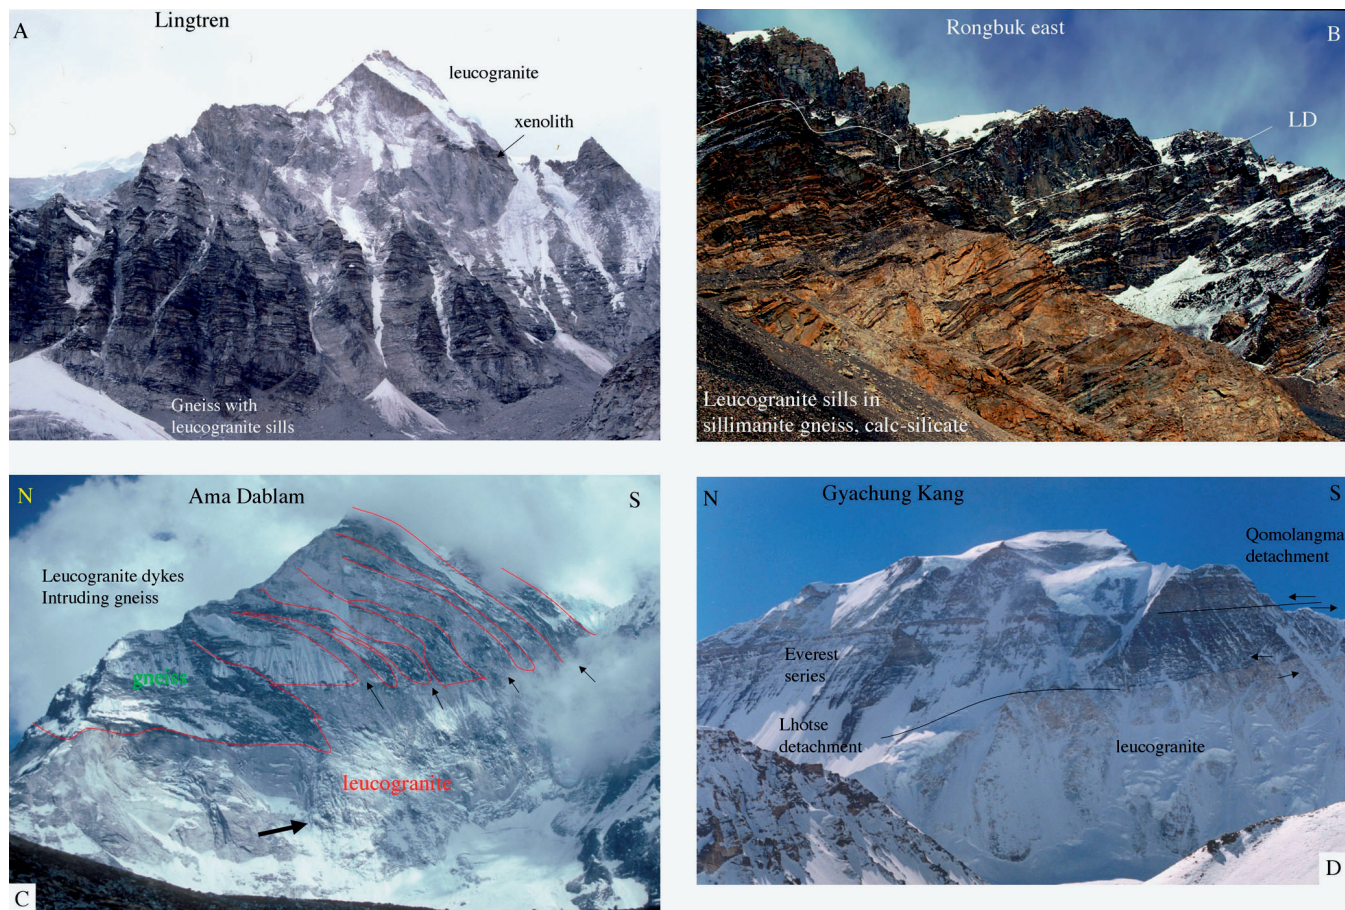 A
Lingtren
leucogranite
xenolith
Gneiss with
leucogranite sills
Rongbuk east
B
LD
Leucogranite sills in
sillimanite gneiss, calc-silicate
N
Ama Dablam
S
Leucogranite dykes
Intruding gneiss
gneiss
leucogranite
C
N
Gyachung Kang
S
Qomolangma
detachment
Everest
series
Lhotse
detachment
leucogranite
D